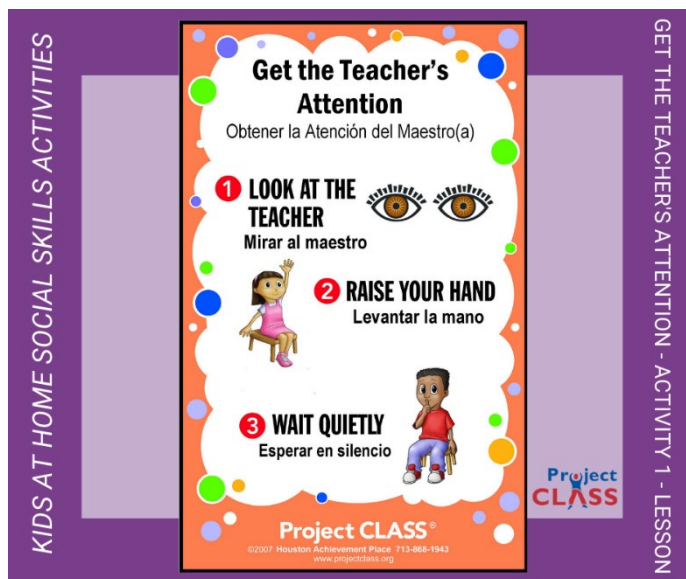 KIDS AT HOME SOCIAL SKILLS ACTIVITIES
Get the Teacher's
Attention
Obtener la Atención del Maestro(a)
1 LOOK AT THE
TEACHER
Mirar al maestro
2 RAISE YOUR HAND
Levantar la mano
3 WAIT QUIETLY
Esperar en silencio
Project CLASS®
©2007 Houston Achievement Place 713-868-1943
www.projectclass.org
Project
CLASS
GET THE TEACHER'S ATTENTION - ACTIVITY 1 - LESSON